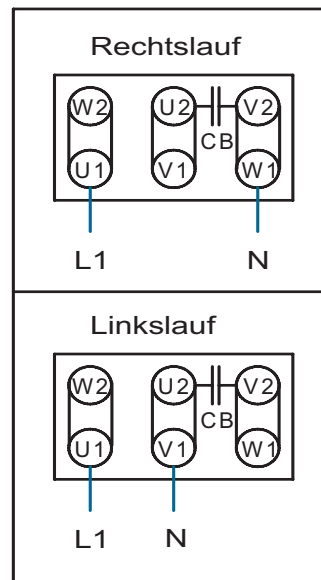 Rechtslauf
W2 U2 V2
CB
U1 V1 W1
L1 N
Linkslauf
W2 U2 V2
CB
U1 V1 W1
L1 N